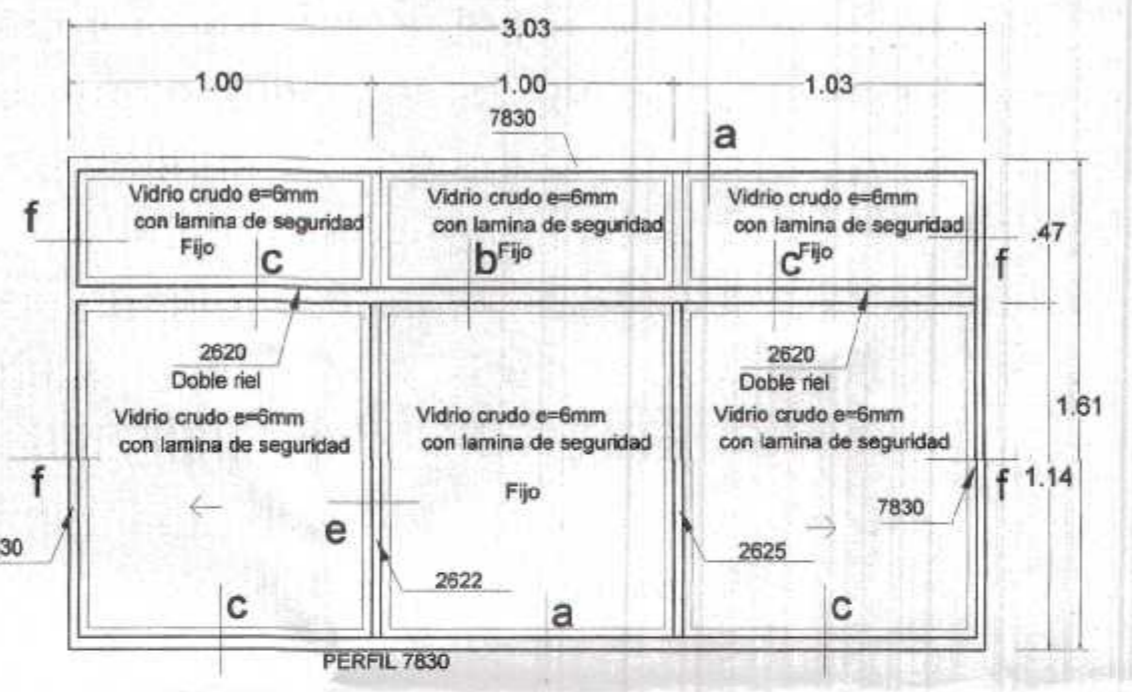 3.03
1.00 1.00 1.03
7830
a
Vidrio crudo e=6mm
con lamina de seguridad
Fijo
Vidrio crudo e=6mm
con lamina de seguridad
Fijo
Vidrio crudo e=6mm
con lamina de seguridad
Fijo
f
c
b
c
f
.47
2620
Doble riel
2620
Doble riel
1.61
Vidrio crudo e=6mm
con lamina de seguridad
Vidrio crudo e=6mm
con lamina de seguridad
Fijo
Vidrio crudo e=6mm
con lamina de seguridad
f
f
1.14
7830
e
30
2622
2625
c
a
c
PERFIL 7830